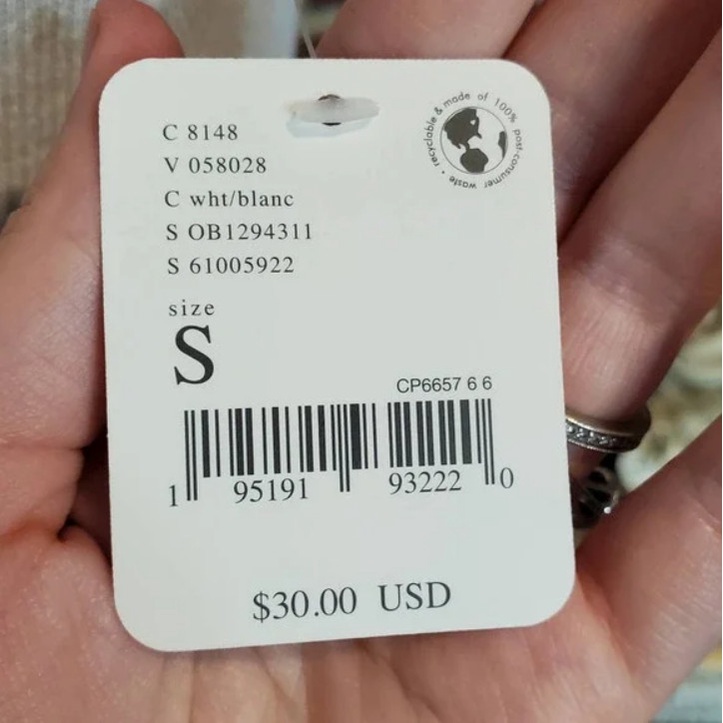 C 8148
V 058028
C wht/blanc
S OB1294311
S 61005922
recyclable & made of 100% post-consumer waste •
size
S
CP6657 6 6
1 95191 93222 0
$30.00 USD